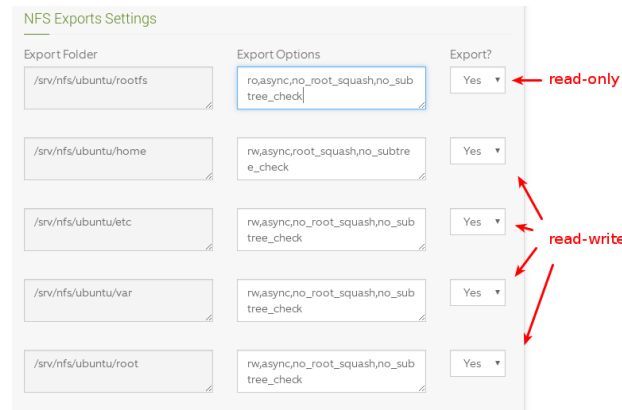 NFS Exports Settings
Export Folder Export Options Export?
/srv/nfs/ubuntu/rootfs ro,async,no_root_squash,no_sub Yes read-only
tree_check
/srv/nfs/ubuntu/home rw,async,root_squash,no_subtre Yes
e_check
/srv/nfs/ubuntu/etc rw,async,no_root_squash,no_sub Yes
tree_check
read-write
/srv/nfs/ubuntu/var rw,async,no_root_squash,no_sub Yes
tree_check
/srv/nfs/ubuntu/root rw,async,no_root_squash,no_sub Yes
tree_check